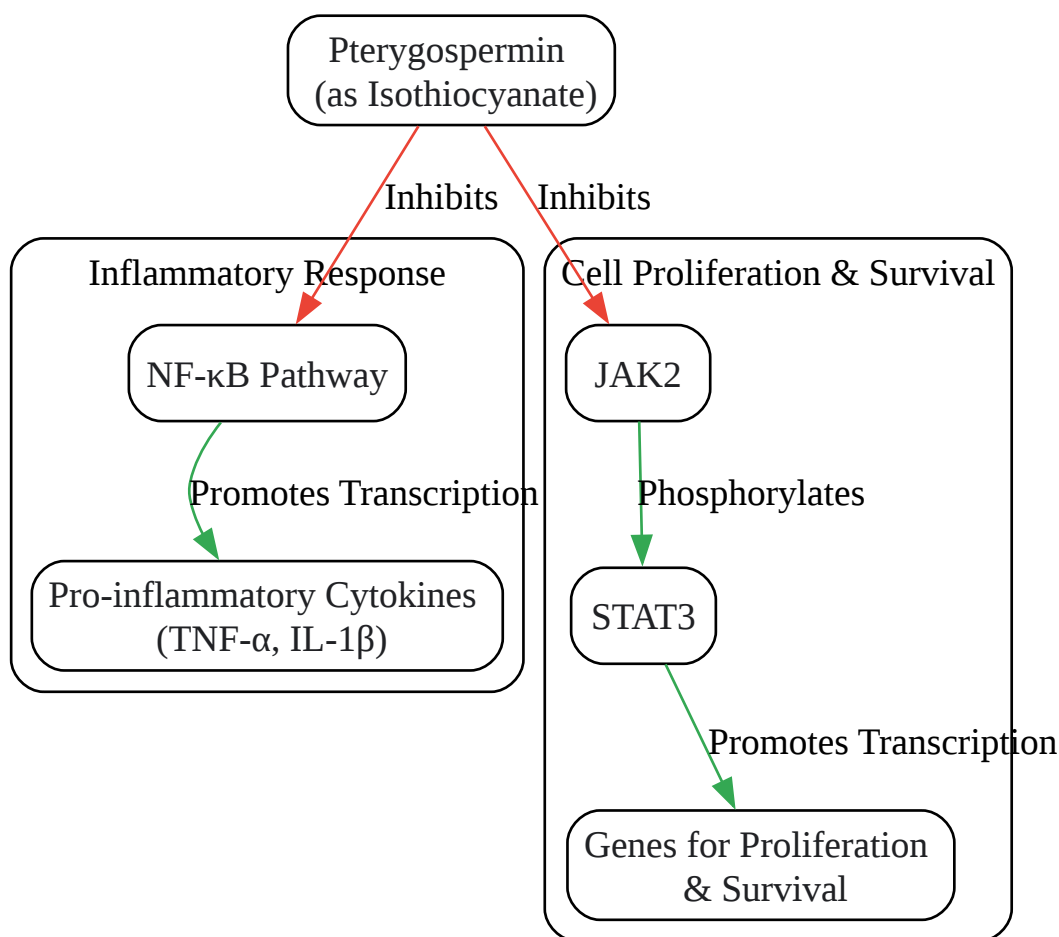 Pterygospermin
(as Isothiocyanate)
Inhibits
Inhibits
Inflammatory Response
Cell Proliferation & Survival
NF-κB Pathway
JAK2
Promotes Transcription
Phosphorylates
Pro-inflammatory Cytokines
(TNF-α, IL-1β)
STAT3
Promotes Transcription
Genes for Proliferation
& Survival